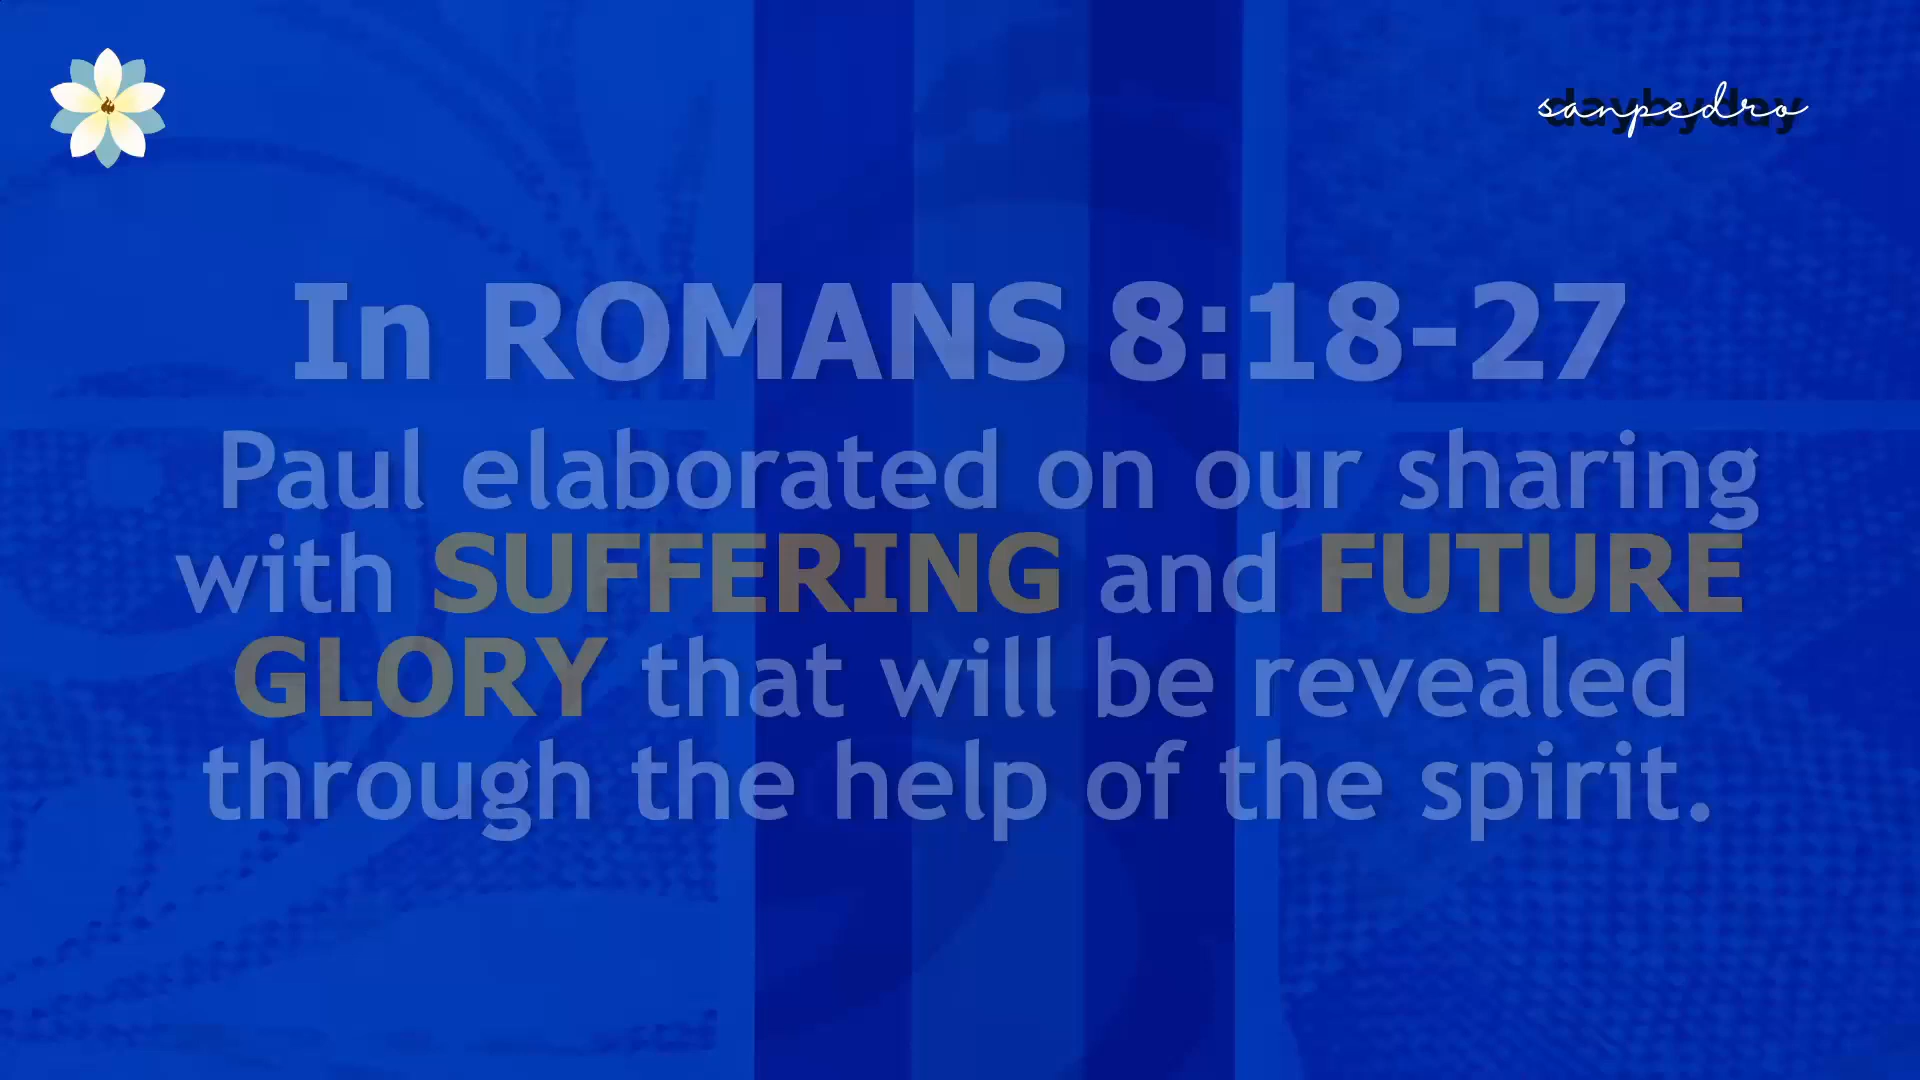 daybyday
sanpedro
In ROMANS 8:18-27
Paul elaborated on our sharing
with SUFFERING and FUTURE
GLORY that will be revealed
through the help of the spirit.